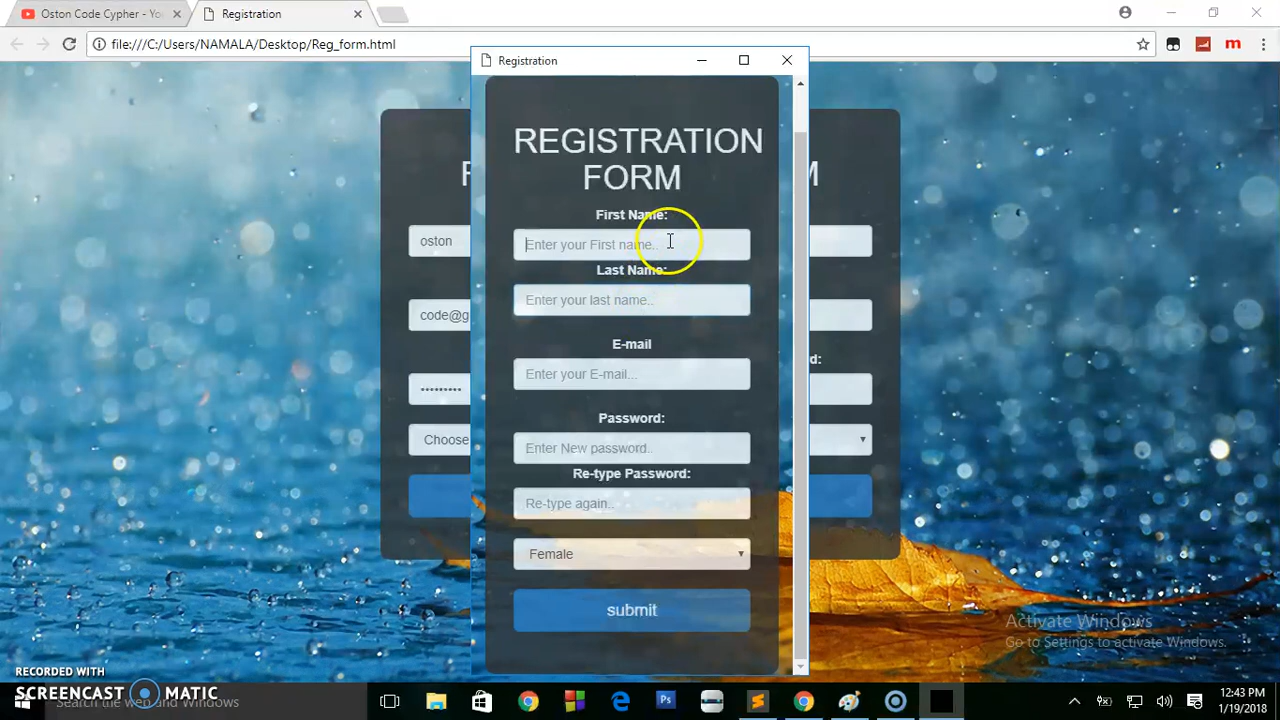 Oston Code Cypher - Yo
Registration
file:///C:/Users/NAMALA/Desktop/Reg_form.html
m
Registration
REGISTRATION
FORM
First Name:
Enter your First name..
Last Name:
Enter your last name..
E-mail
Enter your E-mail...
Password:
Enter New password..
Re-type Password:
Re-type again..
Female
submit
oston
code@g
•••••••••
Choose
d:
Activate Windows
Go to Settings to activate Windows.
RECORDED WITH
SCREENCAST MATIC
Search the web and Windows
Ps
12:43 PM
1/19/2018